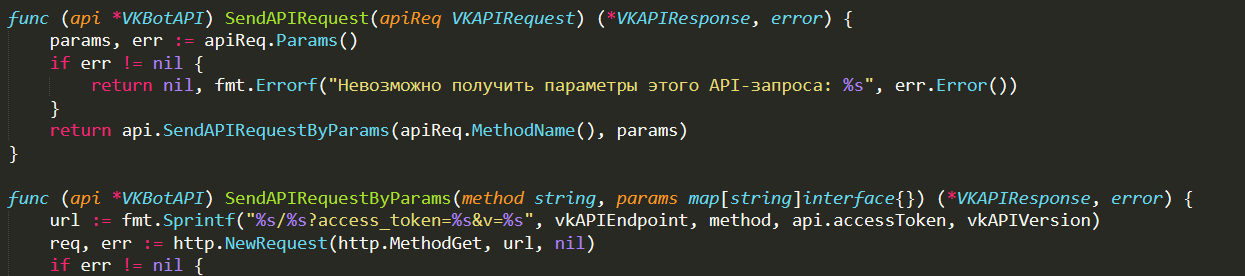 func (api *VKBotAPI) SendAPIRequest(apiReq VKAPIRequest) (*VKAPIResponse, error) {
    params, err := apiReq.Params()
    if err != nil {
        return nil, fmt.Errorf("Невозможно получить параметры этого API-запроса: %s", err.Error())
    }
    return api.SendAPIRequestByParams(apiReq.MethodName(), params)
}

func (api *VKBotAPI) SendAPIRequestByParams(method string, params map[string]interface{}) (*VKAPIResponse, error) {
    url := fmt.Sprintf("%s/%s?access_token=%s&v=%s", vkAPIEndpoint, method, api.accessToken, vkAPIVersion)
    req, err := http.NewRequest(http.MethodGet, url, nil)
    if err != nil {